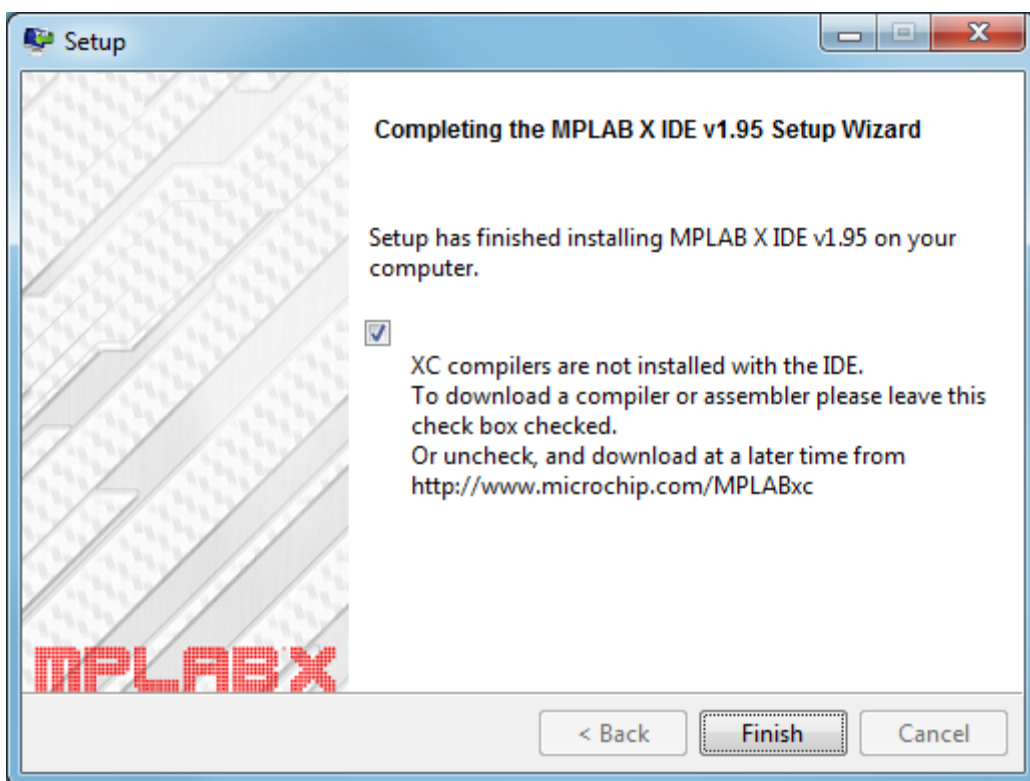 Setup
Completing the MPLAB X IDE v1.95 Setup Wizard
Setup has finished installing MPLAB X IDE v1.95 on your
computer.
XC compilers are not installed with the IDE.
To download a compiler or assembler please leave this
check box checked.
Or uncheck, and download at a later time from
http://www.microchip.com/MPLABxc
MPLAB X
< Back Finish Cancel